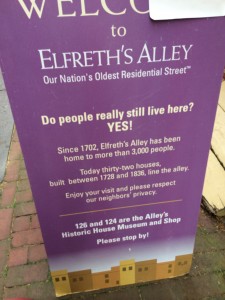 WELCOME
to
ELFRETH'S ALLEY
Our Nation's Oldest Residential Street™
Do people really still live here?
YES!
Since 1702, Elfreth's Alley has been
home to more than 3,000 people.
Today thirty-two houses,
built between 1728 and 1836, line the alley.
Enjoy your visit and please respect
our neighbors' privacy.
126 and 124 are the Alley's
Historic House Museum and Shop
Please stop by!